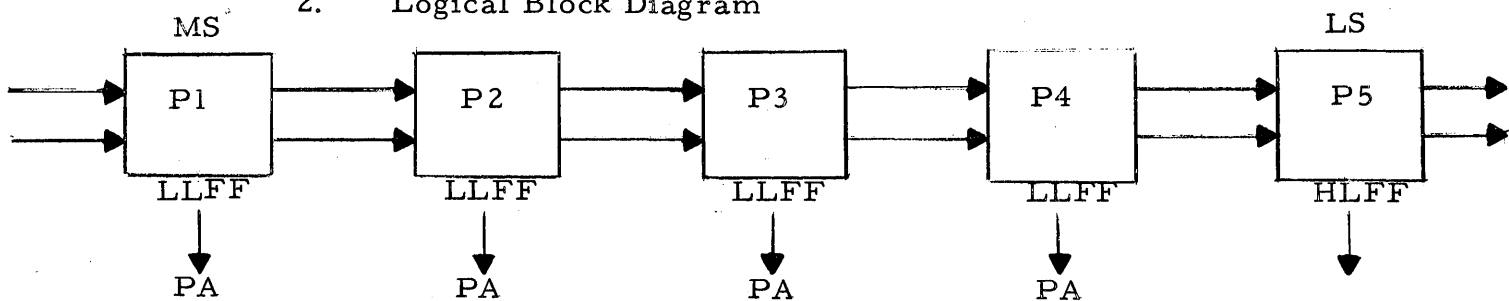 2. Logical Block Diagram
MS LS
P1 P2 P3 P4 P5
LLFF LLFF LLFF LLFF HLFF
PA PA PA PA